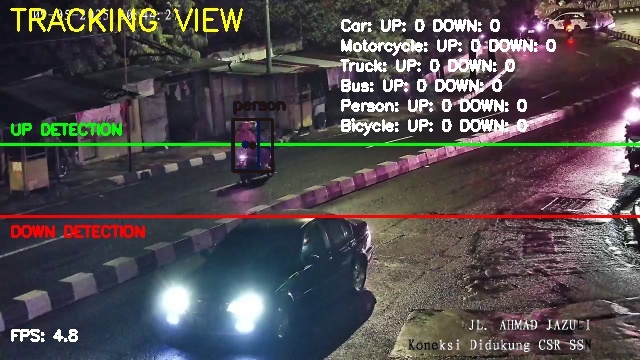 TRACKING VIEW
Car: UP: 0 DOWN: 0
Motorcycle: UP: 0 DOWN: 0
Truck: UP: 0 DOWN: 0
Bus: UP: 0 DOWN: 0
Person: UP: 0 DOWN: 0
Bicycle: UP: 0 DOWN: 0
person
UP DETECTION
DOWN DETECTION
FPS: 4.8
JL. AHMAD JAZULI
Koneksi Didukung CSR SSN